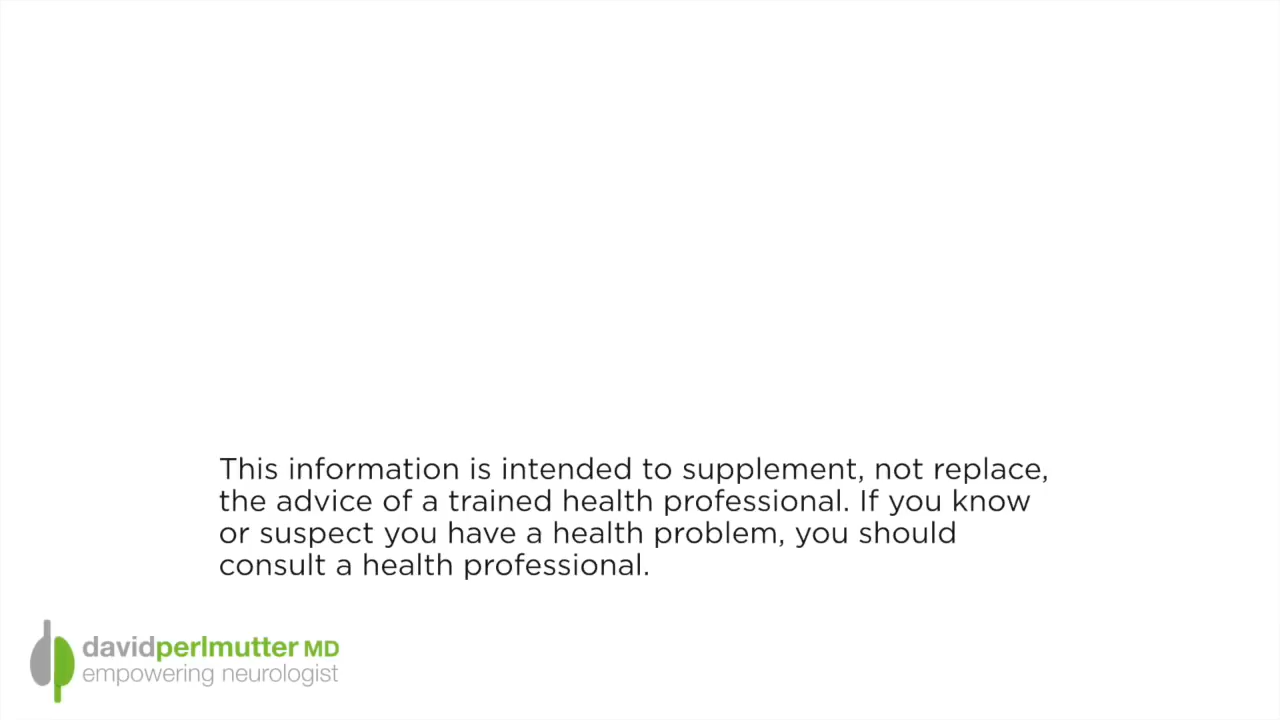 This information is intended to supplement, not replace,
the advice of a trained health professional. If you know
or suspect you have a health problem, you should
consult a health professional.
davidperlmutter MD
empowering neurologist